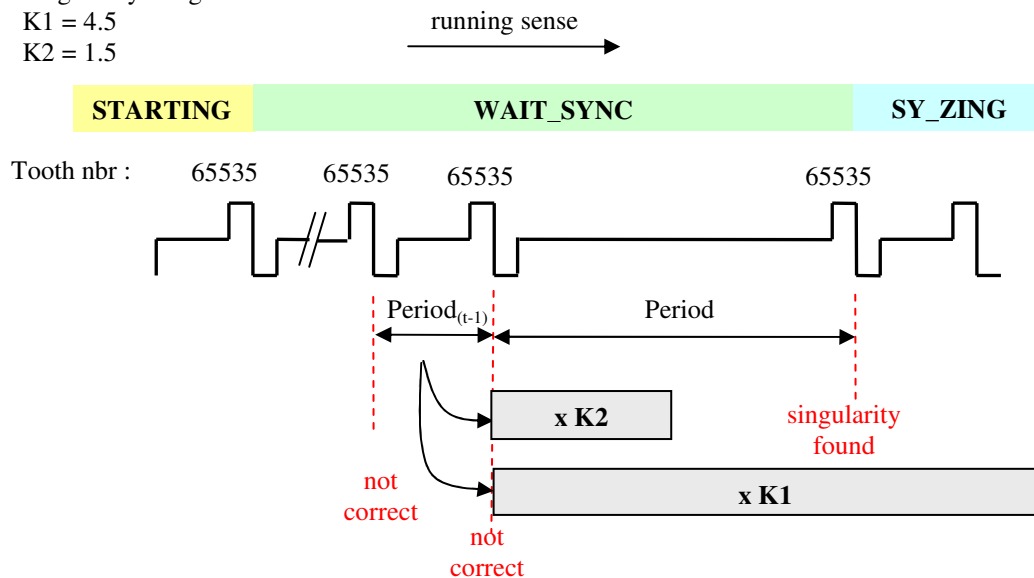 K1 = 4.5
K2 = 1.5
running sense
STARTING WAIT_SYNC SY_ZING
Tooth nbr : 65535 65535 65535 65535
Period(t-1) Period
x K2
singularity
found
x K1
not
correct
not
correct